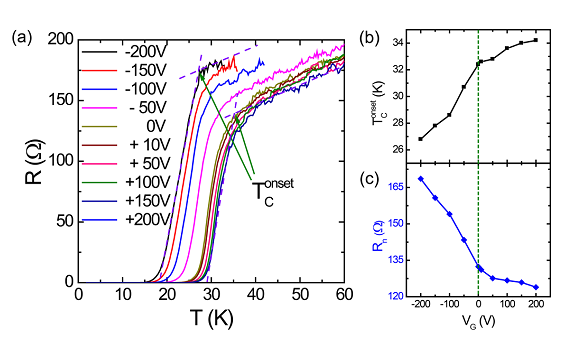 (a)
200
150
100
50
0
R (Ω)
-200V
-150V
-100V
- 50V
0V
+ 10V
+ 50V
+100V
+150V
+200V
T_C^onset
0 10 20 30 40 50 60
T (K)
(b)
34
32
30
28
26
T_C^onset (K)
(c)
165
150
135
120
R_n (Ω)
-200 -100 0 100 200
V_G (V)